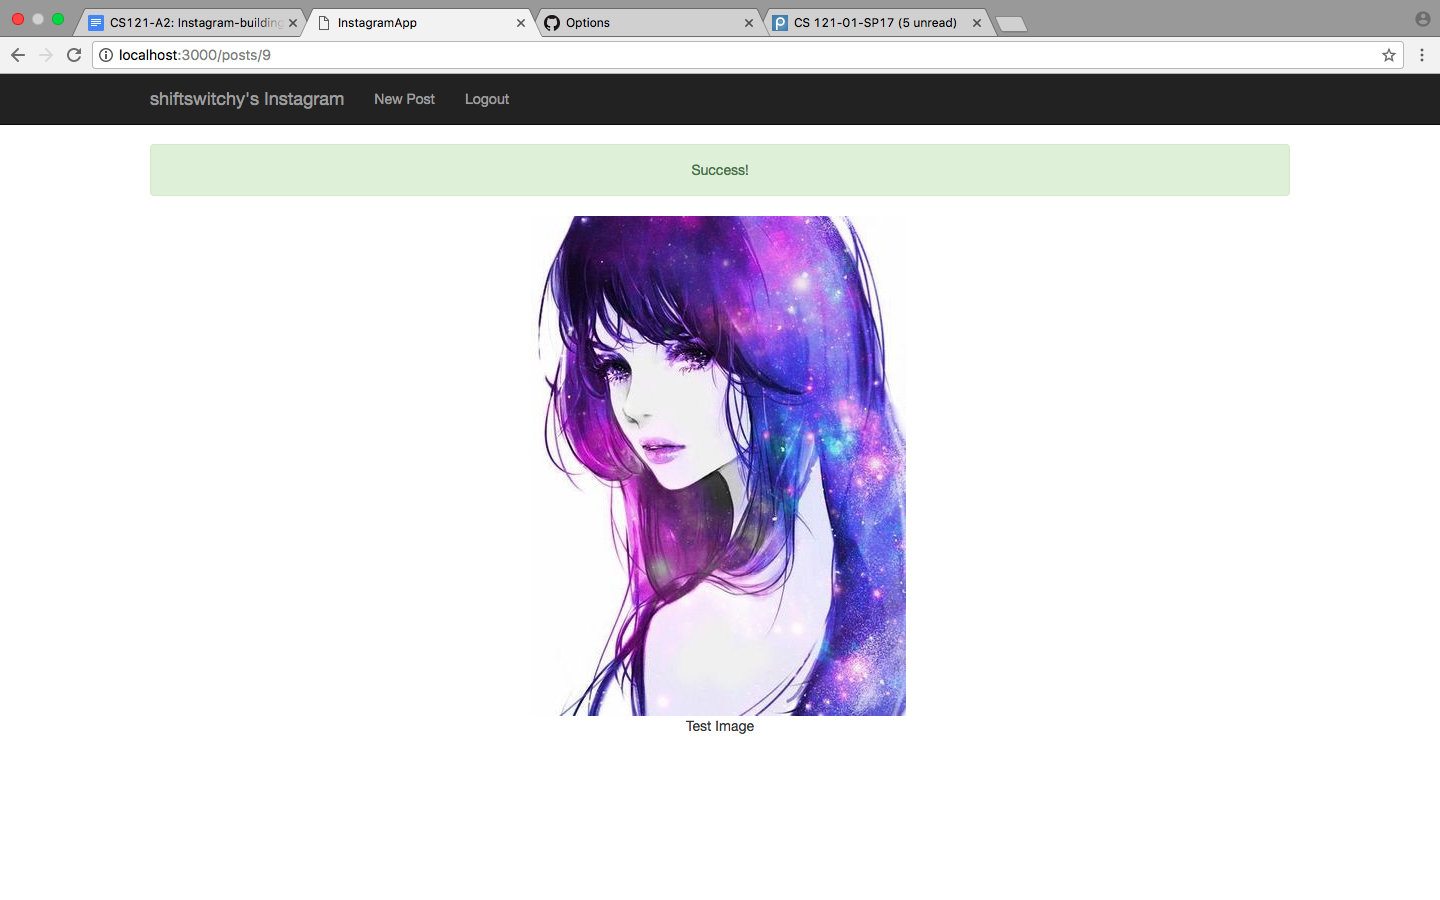 CS121-A2: Instagram-building
InstagramApp
Options
CS 121-01-SP17 (5 unread)
localhost:3000/posts/9
shiftswitchy's Instagram
New Post
Logout
Success!
Test Image